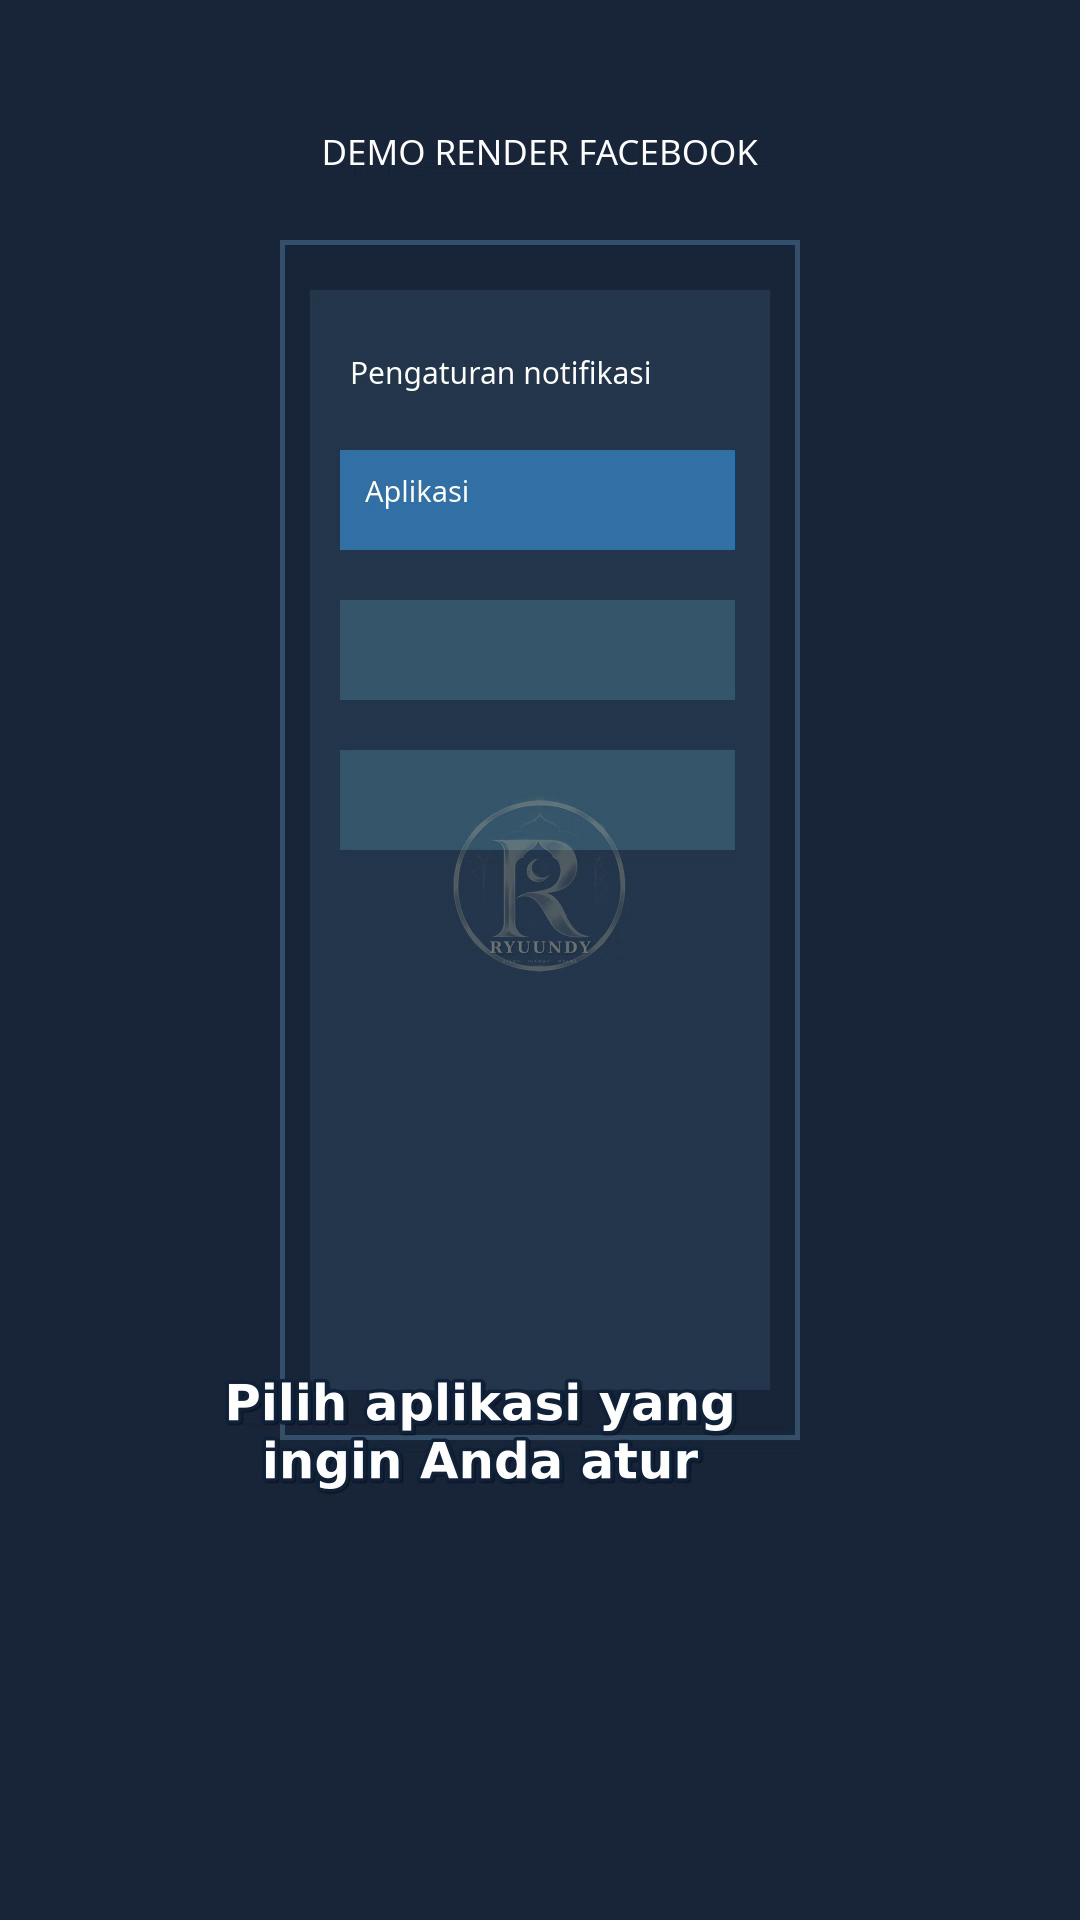 DEMO RENDER FACEBOOK
Pengaturan notifikasi
Aplikasi
RYUUNDY
Pilih aplikasi yang
ingin Anda atur